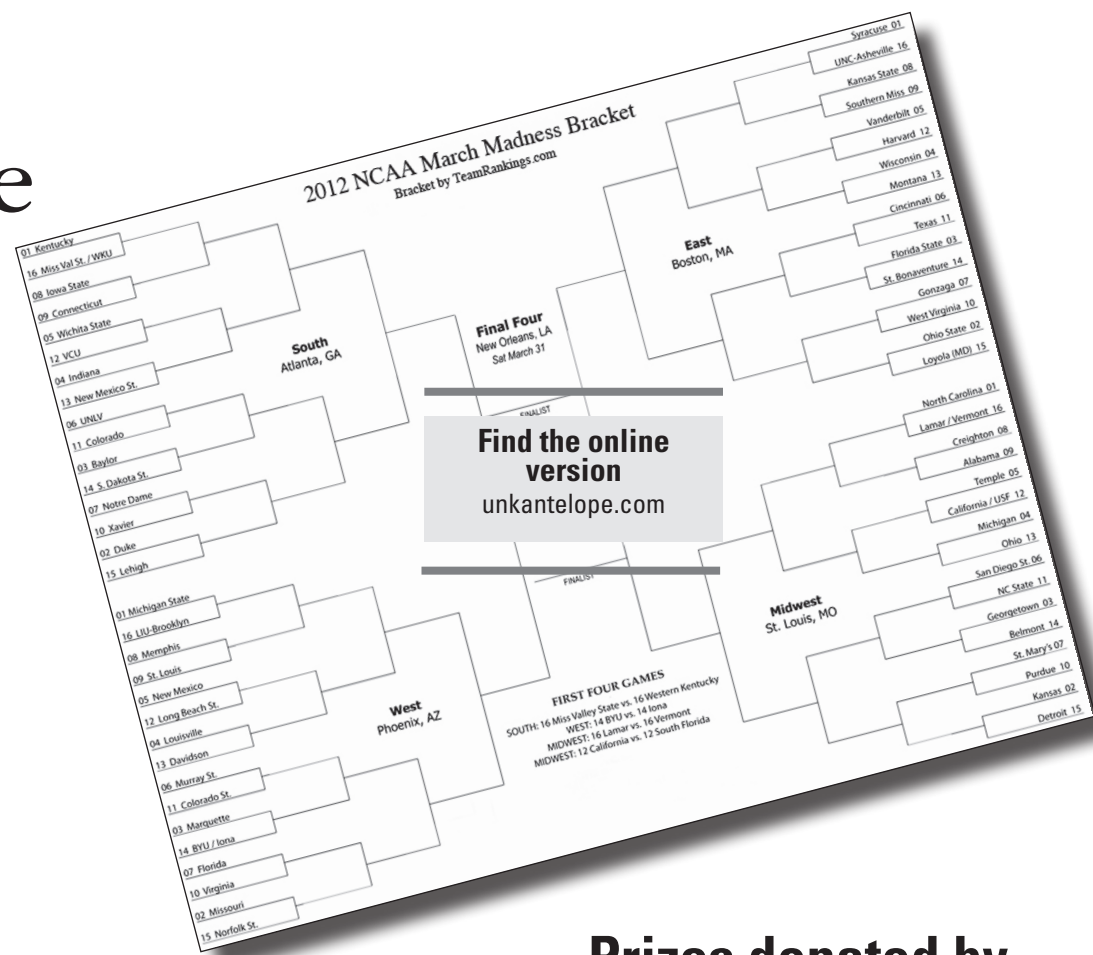 e
2012 NCAA March Madness Bracket
Bracket by TeamRankings.com
01 Kentucky
16 Miss Val St. / WKU
08 Iowa State
09 Connecticut
05 Wichita State
12 VCU
04 Indiana
13 New Mexico St.
06 UNLV
11 Colorado
03 Baylor
14 S. Dakota St.
07 Notre Dame
10 Xavier
02 Duke
15 Lehigh
South
Atlanta, GA
01 Michigan State
16 LIU-Brooklyn
08 Memphis
09 St. Louis
05 New Mexico
12 Long Beach St.
04 Louisville
13 Davidson
06 Murray St.
11 Colorado St.
03 Marquette
14 BYU / Iona
07 Florida
10 Virginia
02 Missouri
15 Norfolk St.
West
Phoenix, AZ
Final Four
New Orleans, LA
Sat March 31
FINALIST
Find the online
version
unkantelope.com
FINALIST
FIRST FOUR GAMES
SOUTH: 16 Miss Valley State vs. 16 Western Kentucky
WEST: 14 BYU vs. 14 Iona
MIDWEST: 16 Lamar vs. 16 Vermont
MIDWEST: 12 California vs. 12 South Florida
Syracuse 01
UNC-Asheville 16
Kansas State 08
Southern Miss 09
Vanderbilt 05
Harvard 12
Wisconsin 04
Montana 13
Cincinnati 06
Texas 11
Florida State 03
St. Bonaventure 14
Gonzaga 07
West Virginia 10
Ohio State 02
Loyola (MD) 15
East
Boston, MA
North Carolina 01
Lamar / Vermont 16
Creighton 08
Alabama 09
Temple 05
California / USF 12
Michigan 04
Ohio 13
San Diego St. 06
NC State 11
Georgetown 03
Belmont 14
St. Mary's 07
Purdue 10
Kansas 02
Detroit 15
Midwest
St. Louis, MO
Prizes donated by